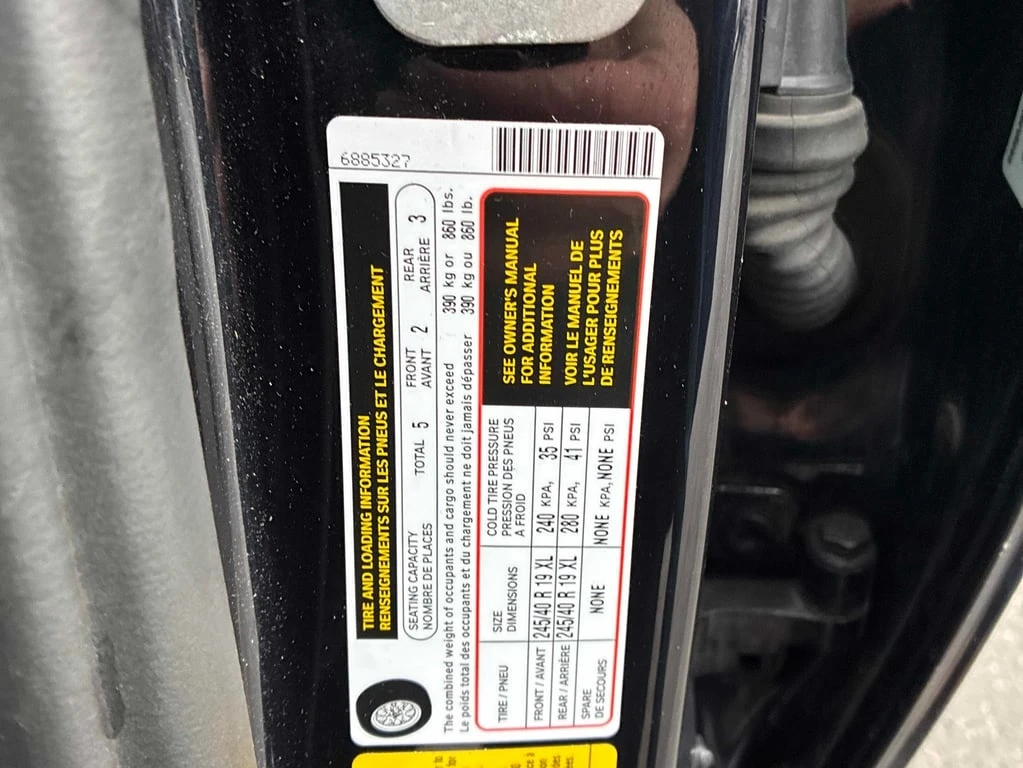 6885327
TIRE AND LOADING INFORMATION
RENSEIGNEMENTS SUR LES PNEUS ET LE CHARGEMENT
SEATING CAPACITY
NOMBRE DE PLACES
TOTAL 5
FRONT
AVANT 2
REAR
ARRIÈRE 3
The combined weight of occupants and cargo should never exceed 390 kg or 860 lbs.
Le poids total des occupants et du chargement ne doit jamais dépasser 390 kg ou 860 lb.
TIRE / PNEU
SIZE
DIMENSIONS
COLD TIRE PRESSURE
PRESSION DES PNEUS
A FROID
FRONT / AVANT 245/40 R 19 XL 240 KPA, 35 PSI
REAR / ARRIÈRE 245/40 R 19 XL 280 KPA, 41 PSI
SPARE
DE SECOURS
NONE NONE KPA, NONE PSI
SEE OWNER'S MANUAL
FOR ADDITIONAL
INFORMATION
VOIR LE MANUEL DE
L'USAGER POUR PLUS
DE RENSEIGNEMENTS